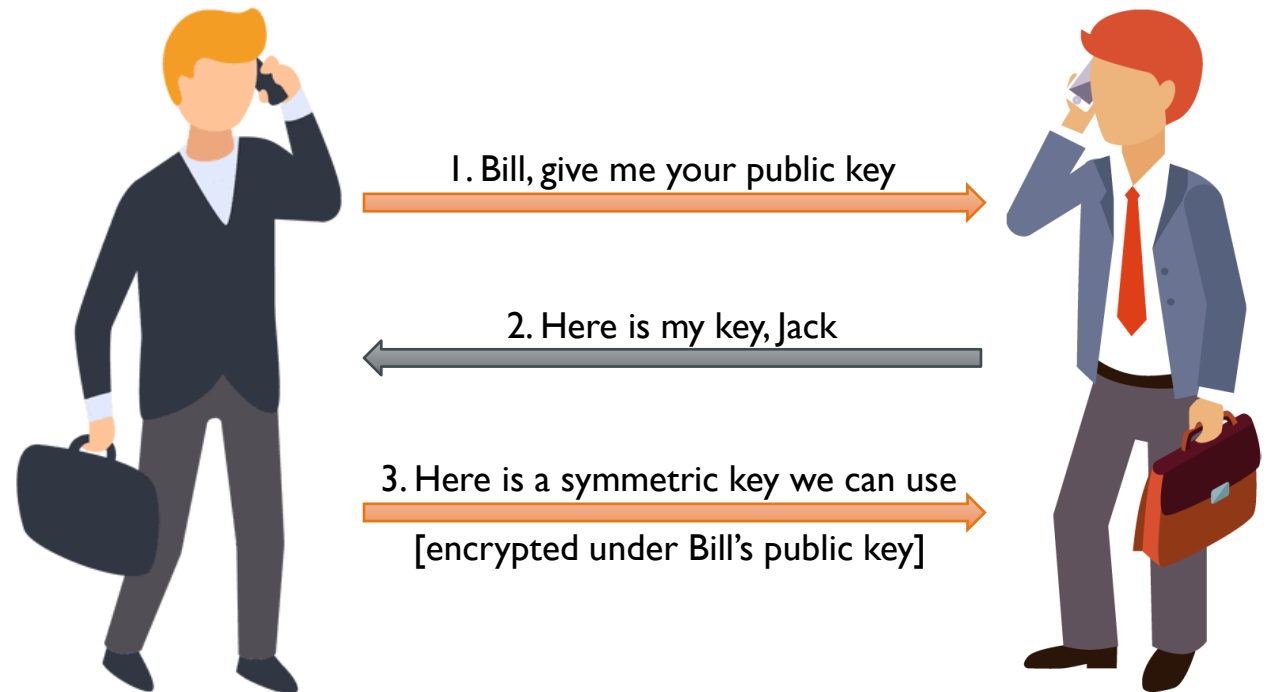 1. Bill, give me your public key
2. Here is my key, Jack
3. Here is a symmetric key we can use
[encrypted under Bill's public key]